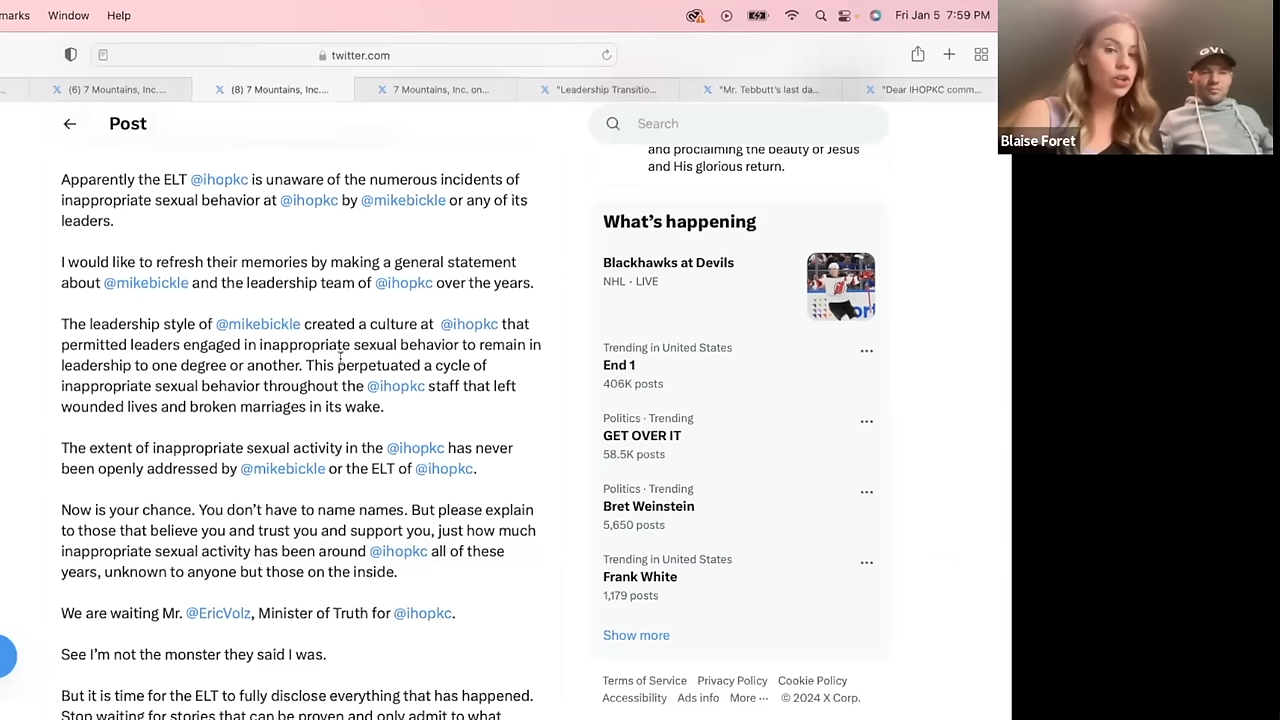 marks Window Help Fri Jan 5 7:59 PM
twitter.com
(6) 7 Mountains, Inc.... (8) 7 Mountains, Inc.... 7 Mountains, Inc. on... "Leadership Transitio... "Mr. Tebbutt's last da... "Dear IHOPKC comm...
GVI
Blaise Foret
Post
Apparently the ELT @ihopkc is unaware of the numerous incidents of
inappropriate sexual behavior at @ihopkc by @mikebickle or any of its
leaders.
I would like to refresh their memories by making a general statement
about @mikebickle and the leadership team of @ihopkc over the years.
The leadership style of @mikebickle created a culture at @ihopkc that
permitted leaders engaged in inappropriate sexual behavior to remain in
leadership to one degree or another. This perpetuated a cycle of
inappropriate sexual behavior throughout the @ihopkc staff that left
wounded lives and broken marriages in its wake.
The extent of inappropriate sexual activity in the @ihopkc has never
been openly addressed by @mikebickle or the ELT of @ihopkc.
Now is your chance. You don't have to name names. But please explain
to those that believe you and trust you and support you, just how much
inappropriate sexual activity has been around @ihopkc all of these
years, unknown to anyone but those on the inside.
We are waiting Mr. @EricVolz, Minister of Truth for @ihopkc.
See I'm not the monster they said I was.
But it is time for the ELT to fully disclose everything that has happened.
Stop waiting for stories that can be proven and only admit to what
Search
and proclaiming the beauty of Jesus
and His glorious return.
What's happening
Blackhawks at Devils
NHL · LIVE
Trending in United States
End 1
406K posts
Politics · Trending
GET OVER IT
58.5K posts
Politics · Trending
Bret Weinstein
5,650 posts
Trending in United States
Frank White
1,179 posts
Show more
Terms of Service Privacy Policy Cookie Policy
Accessibility Ads info More ··· © 2024 X Corp.